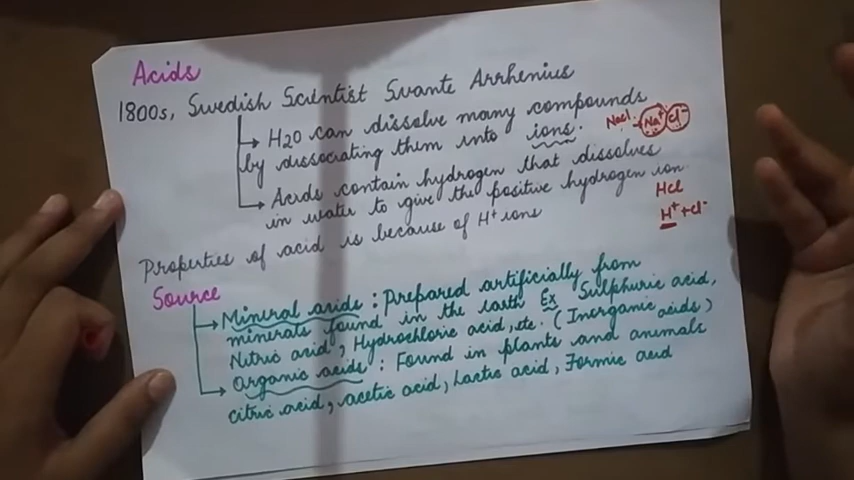 Acids
1800s, Swedish Scientist Svante Arrhenius
H2O can dissolve many compounds
by dissociating them into ions. NaCl → Na+ Cl-
Acids contain hydrogen that dissolves
in water to give the positive hydrogen ion
HCl
Properties of acid is because of H+ ions
H+ + Cl-
Source
Mineral acids : Prepared artificially from
minerals found in the earth Ex Sulphuric acid,
Nitric acid, Hydrochloric acid, etc. (Inorganic acids)
Organic acids : Found in plants and animals
citric acid, acetic acid, Lactic acid, Formic acid